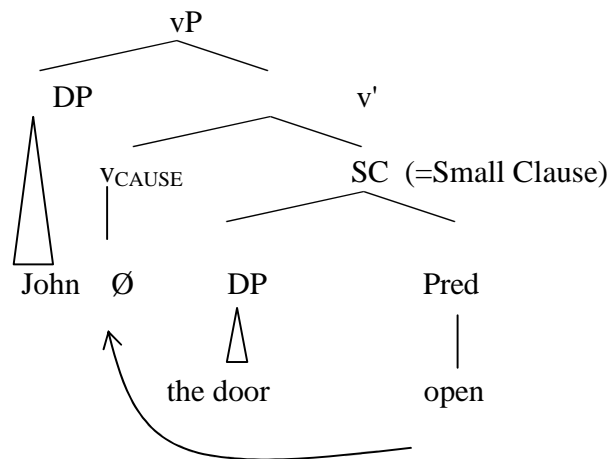 vP
DP v'
vCAUSE SC (=Small Clause)
John Ø DP Pred
the door open